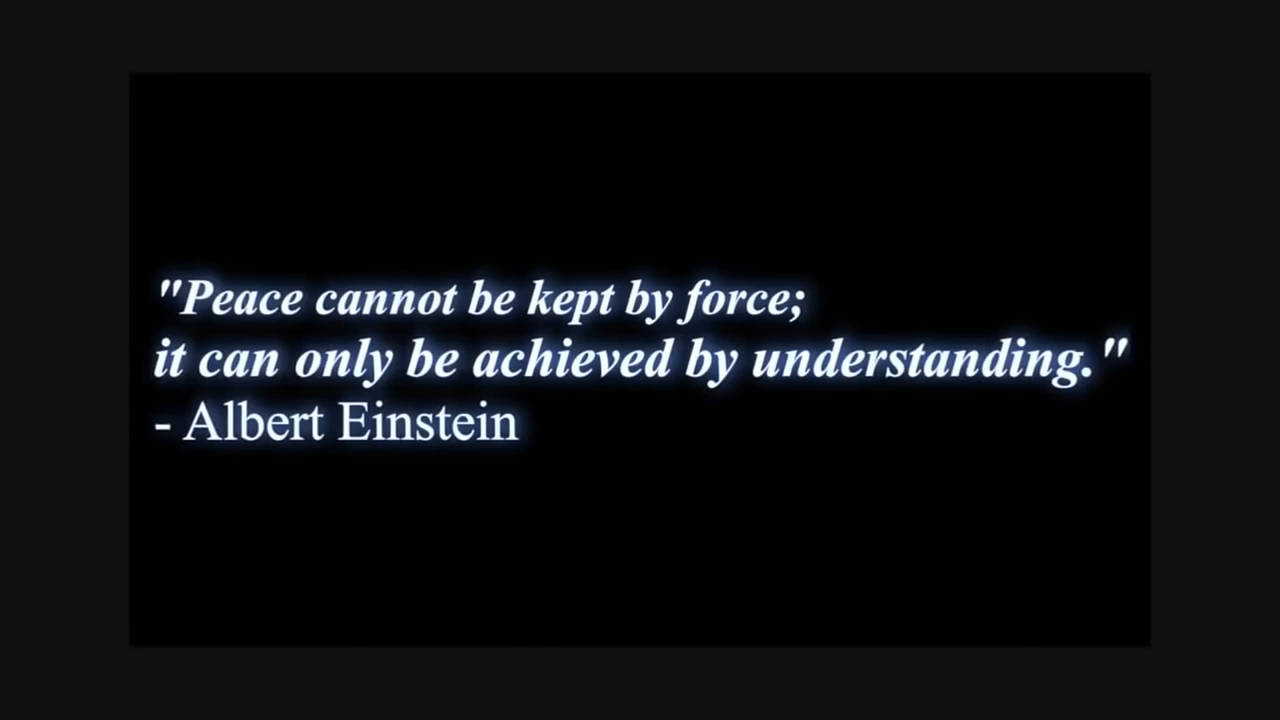 "Peace cannot be kept by force;
it can only be achieved by understanding."
- Albert Einstein